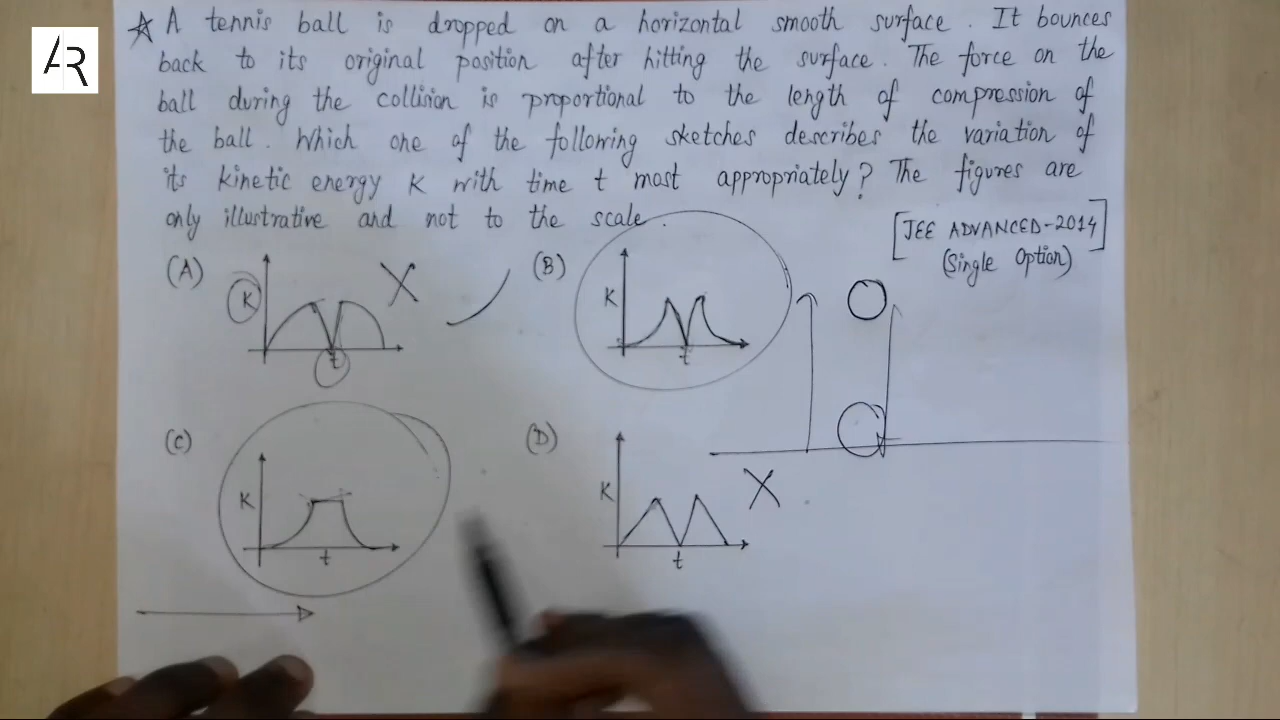 AR
☆ A tennis ball is dropped on a horizontal smooth surface. It bounces
back to its original position after hitting the surface. The force on the
ball during the collision is proportional to the length of compression of
the ball. Which one of the following sketches describes the variation of
its kinetic energy K with time t most appropriately? The figures are
only illustrative and not to the scale.
[JEE ADVANCED-2014]
(Single Option)
(A) K t X
(B) K t
(C) K t
(D) K t X